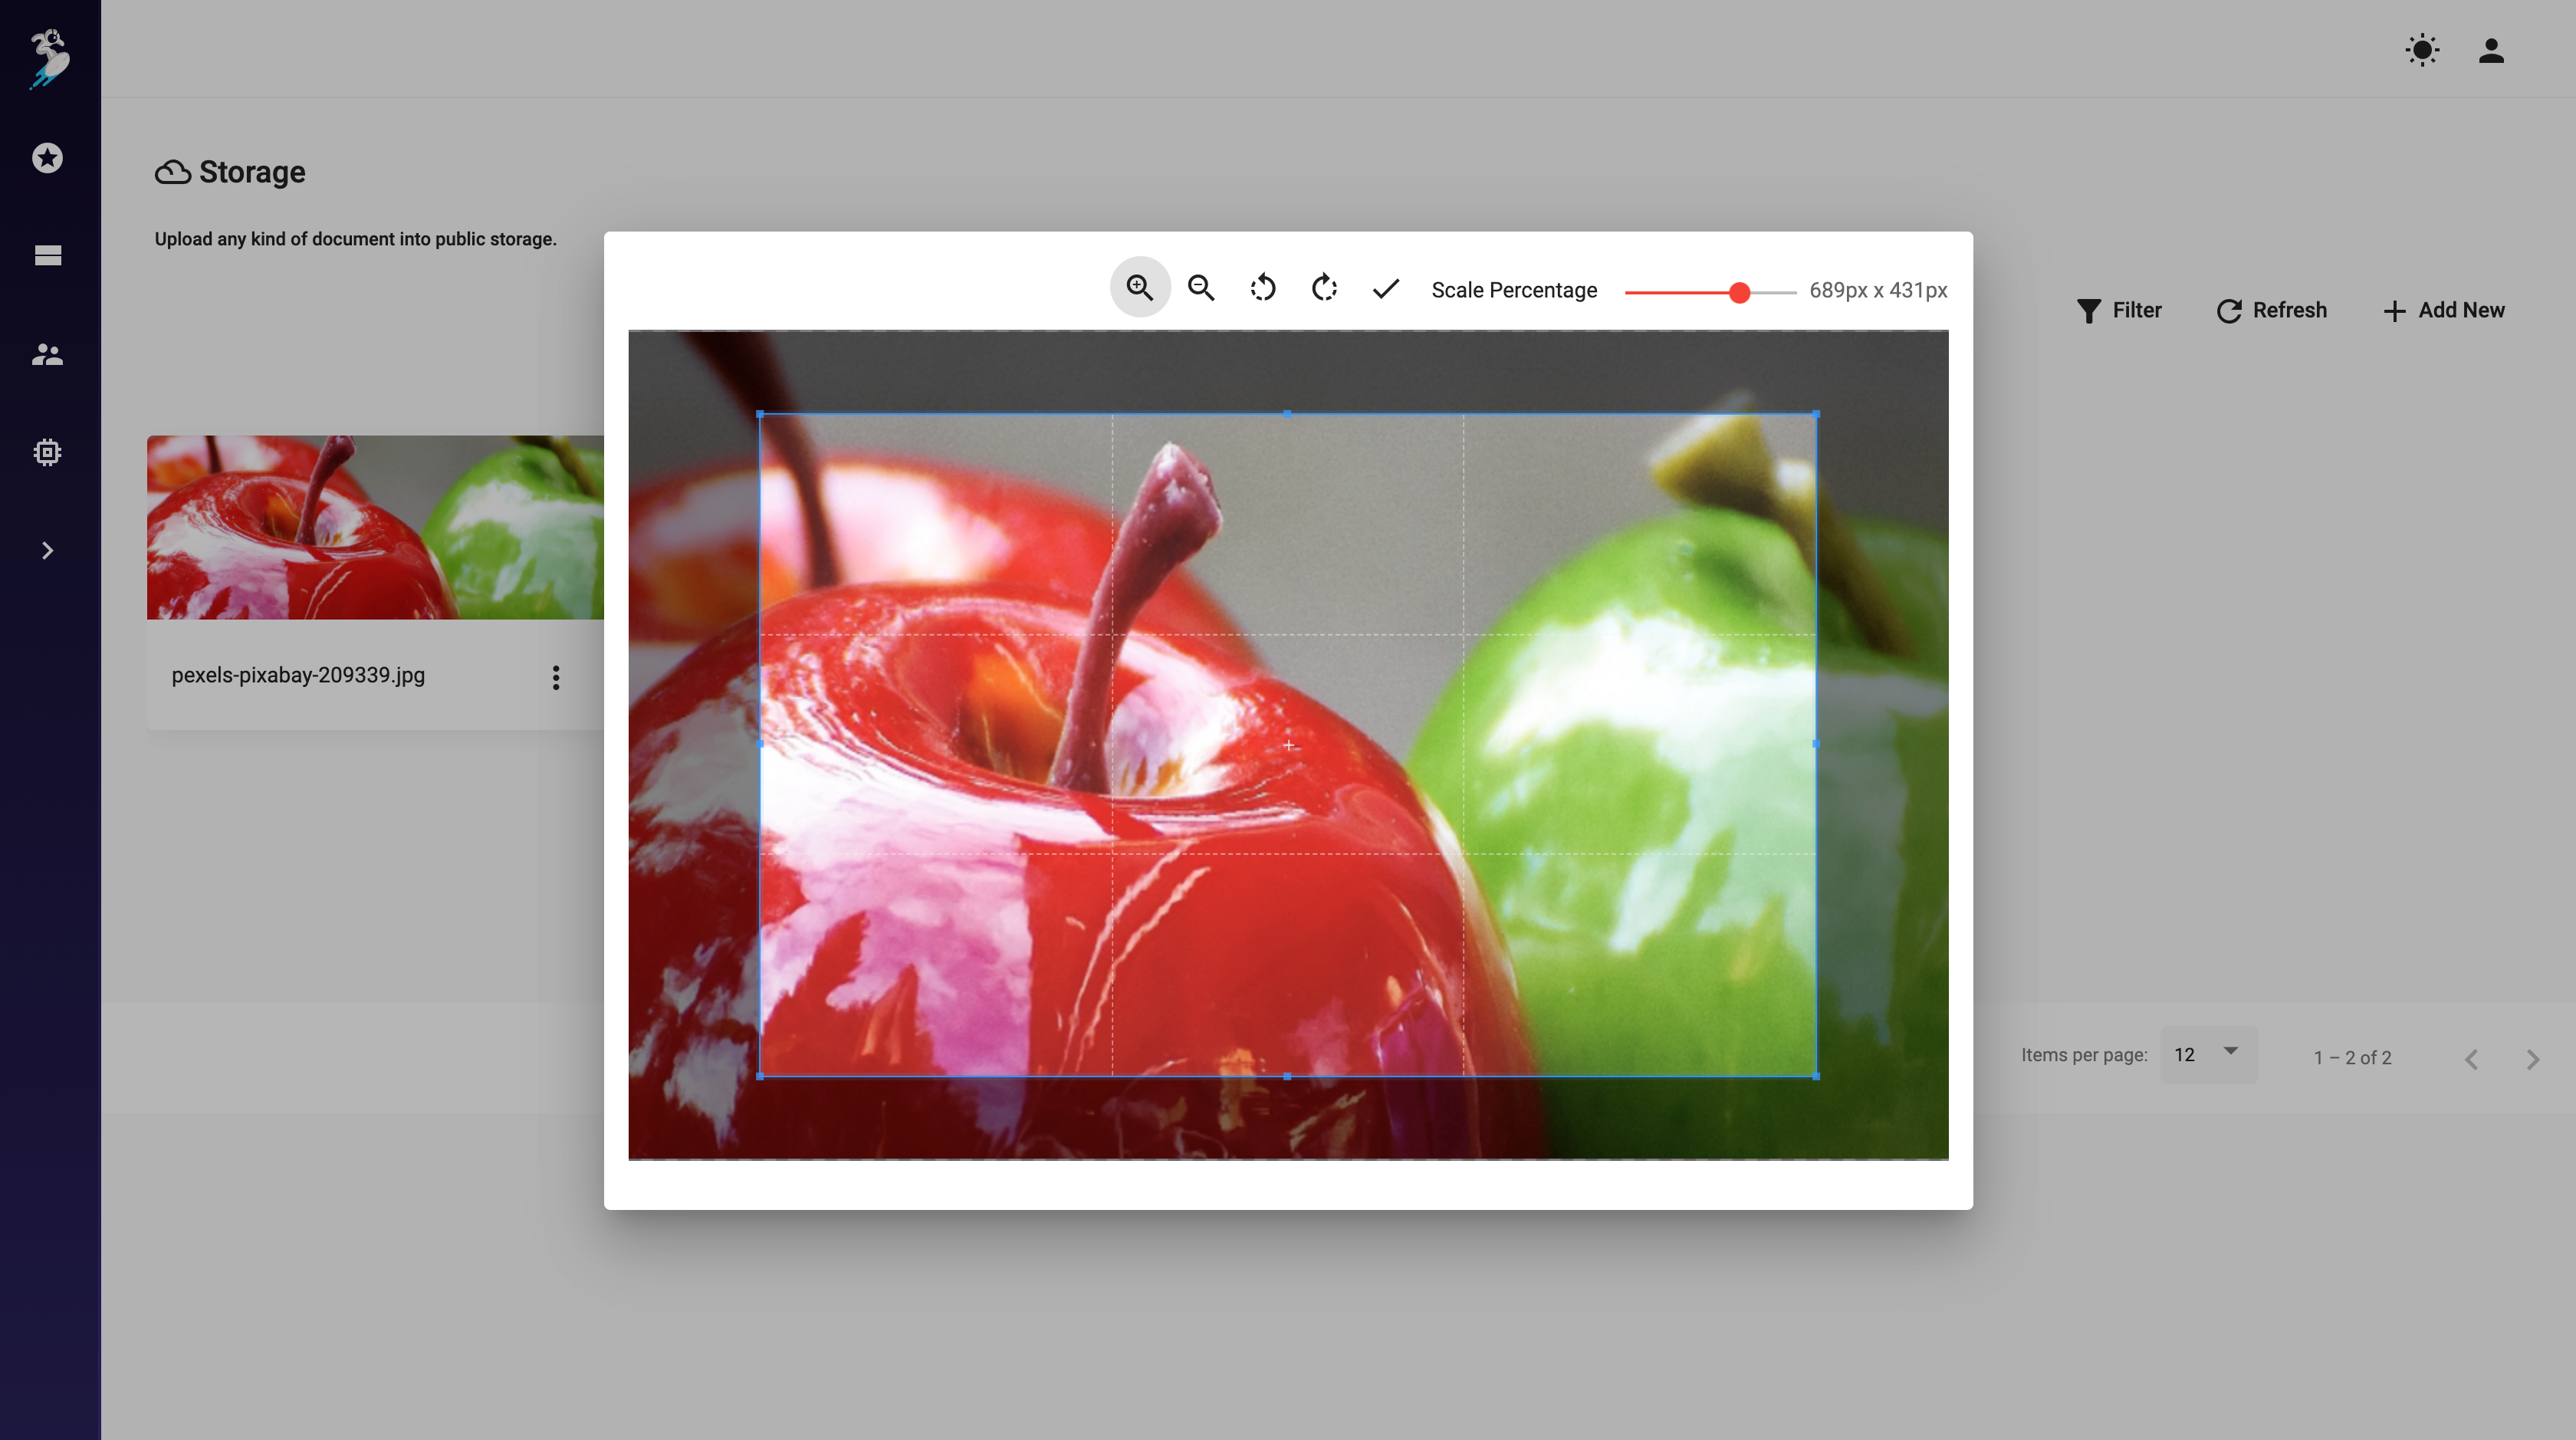 Storage
Upload any kind of document into public storage.
Scale Percentage 689px x 431px
Filter Refresh Add New
pexels-pixabay-209339.jpg
Items per page: 12 1 – 2 of 2